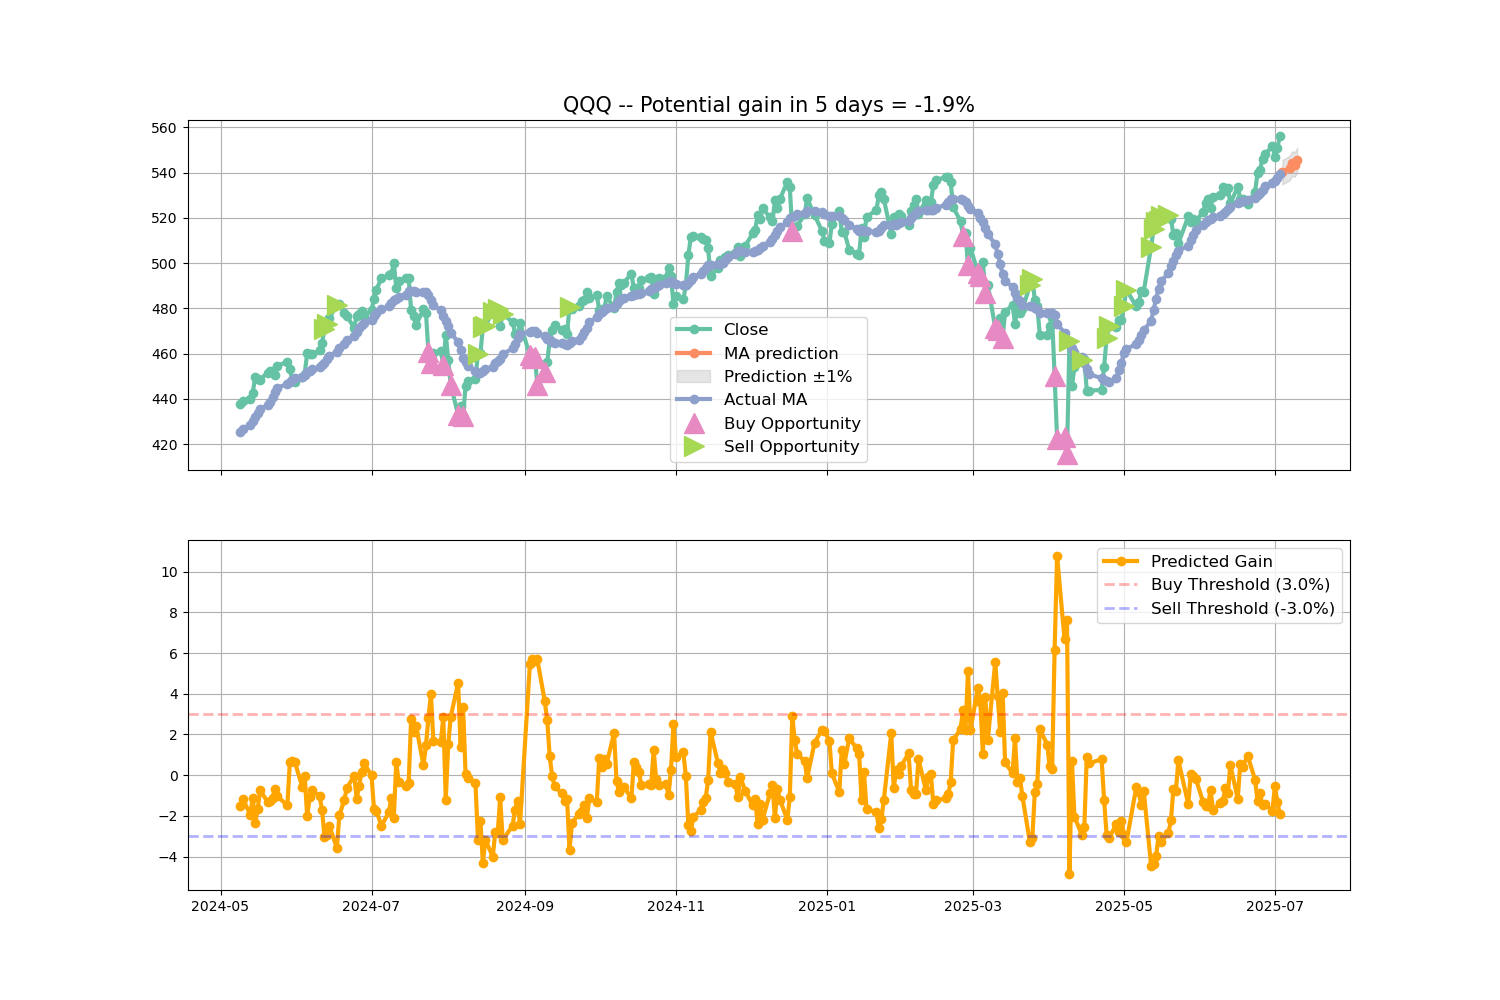 QQQ -- Potential gain in 5 days = -1.9%
560
540
520
500
480
460
440
420
Close
MA prediction
Prediction ±1%
Actual MA
Buy Opportunity
Sell Opportunity
10
8
6
4
2
0
−2
−4
Predicted Gain
Buy Threshold (3.0%)
Sell Threshold (-3.0%)
2024-05
2024-07
2024-09
2024-11
2025-01
2025-03
2025-05
2025-07